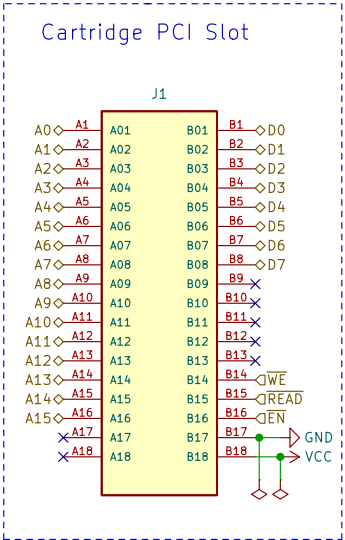 Cartridge PCI Slot
J1
A0 A1 A01 B01 B1 D0
A1 A2 A02 B02 B2 D1
A2 A3 A03 B03 B3 D2
A3 A4 A04 B04 B4 D3
A4 A5 A05 B05 B5 D4
A5 A6 A06 B06 B6 D5
A6 A7 A07 B07 B7 D6
A7 A8 A08 B08 B8 D7
A8 A9 A09 B09 B9
A9 A10 A10 B10 B10
A10 A11 A11 B11 B11
A11 A12 A12 B12 B12
A12 A13 A13 B13 B13
A13 A14 A14 B14 B14 WE
A14 A15 A15 B15 B15 READ
A15 A16 A16 B16 B16 EN
A17 A17 B17 B17 GND
A18 A18 B18 B18 VCC